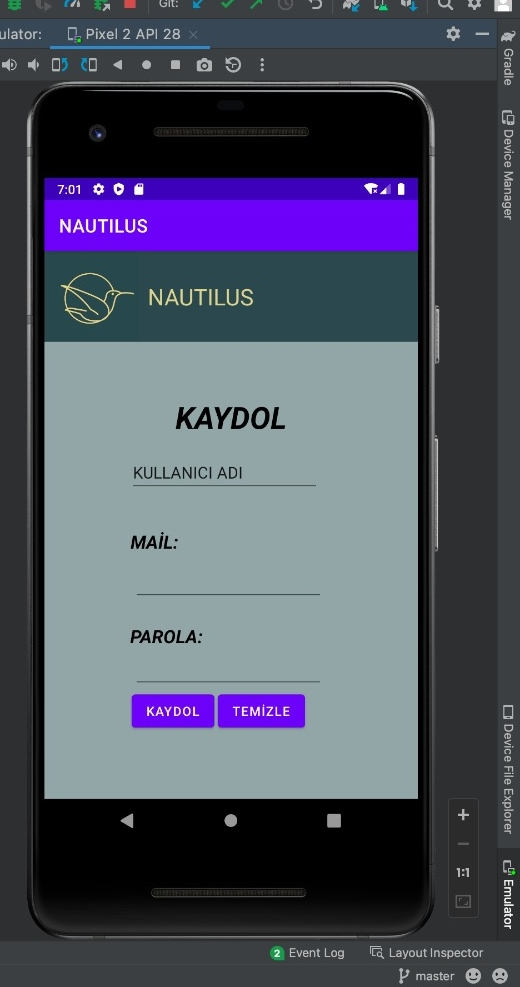 ulator:
Git:
Pixel 2 API 28
Gradle
Device Manager
7:01
NAUTILUS
NAUTILUS
KAYDOL
KULLANICI ADI
MAİL:
PAROLA:
KAYDOL
TEMİZLE
1:1
Device File Explorer
Emulator
2 Event Log
Layout Inspector
master